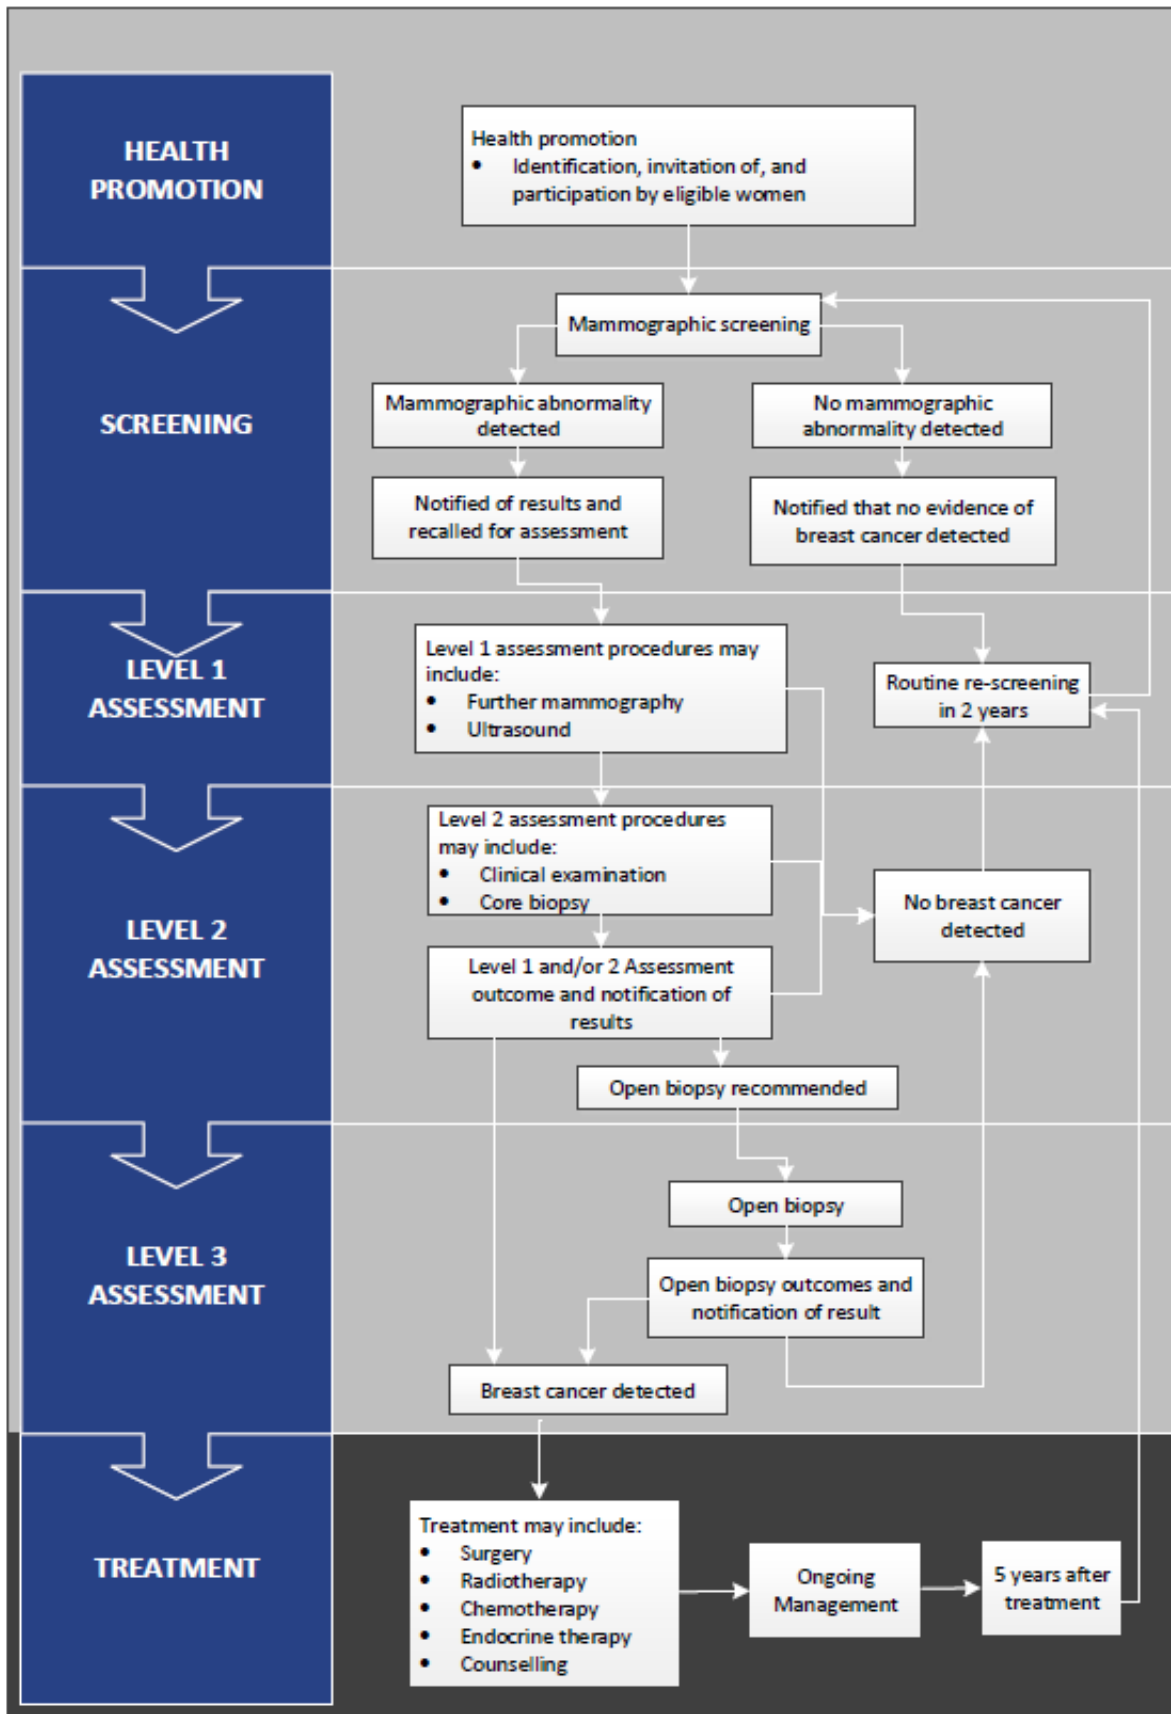 HEALTH
PROMOTION
Health promotion
• Identification, invitation of, and
participation by eligible women
SCREENING
Mammographic screening
Mammographic abnormality
detected
No mammographic
abnormality detected
Notified of results and
recalled for assessment
Notified that no evidence of
breast cancer detected
LEVEL 1
ASSESSMENT
Level 1 assessment procedures may
include:
• Further mammography
• Ultrasound
Routine re-screening
in 2 years
LEVEL 2
ASSESSMENT
Level 2 assessment procedures
may include:
• Clinical examination
• Core biopsy
No breast cancer
detected
Level 1 and/or 2 Assessment
outcome and notification of
results
Open biopsy recommended
LEVEL 3
ASSESSMENT
Open biopsy
Open biopsy outcomes and
notification of result
Breast cancer detected
TREATMENT
Treatment may include:
• Surgery
• Radiotherapy
• Chemotherapy
• Endocrine therapy
• Counselling
Ongoing
Management
5 years after
treatment